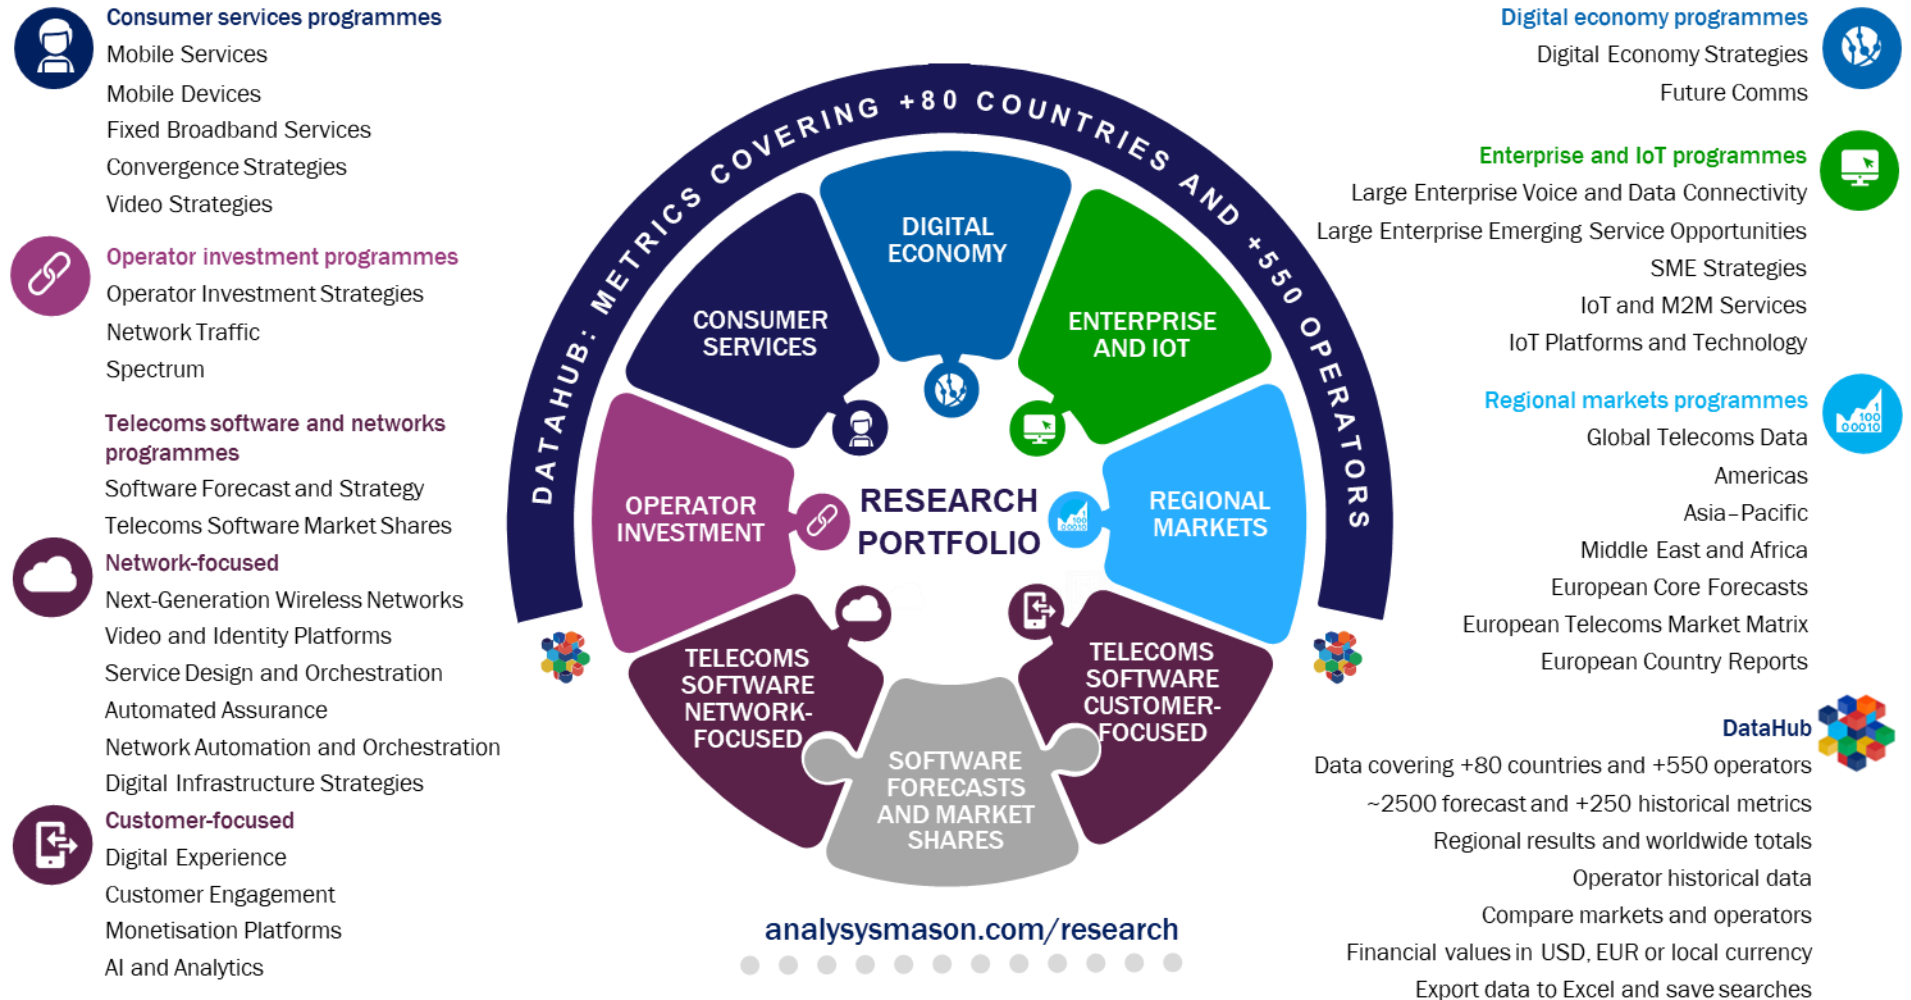 Consumer services programmes
Mobile Services
Mobile Devices
Fixed Broadband Services
Convergence Strategies
Video Strategies
Operator investment programmes
Operator Investment Strategies
Network Traffic
Spectrum
Telecoms software and networks
programmes
Software Forecast and Strategy
Telecoms Software Market Shares
Network-focused
Next-Generation Wireless Networks
Video and Identity Platforms
Service Design and Orchestration
Automated Assurance
Network Automation and Orchestration
Digital Infrastructure Strategies
Customer-focused
Digital Experience
Customer Engagement
Monetisation Platforms
AI and Analytics
DATAHUB: METRICS COVERING +80 COUNTRIES AND +550 OPERATORS
DIGITAL
ECONOMY
CONSUMER
SERVICES
ENTERPRISE
AND IOT
OPERATOR
INVESTMENT
RESEARCH
PORTFOLIO
REGIONAL
MARKETS
TELECOMS
SOFTWARE
NETWORK-
FOCUSED
TELECOMS
SOFTWARE
CUSTOMER-
FOCUSED
SOFTWARE
FORECASTS
AND MARKET
SHARES
analysysmason.com/research
Digital economy programmes
Digital Economy Strategies
Future Comms
Enterprise and IoT programmes
Large Enterprise Voice and Data Connectivity
Large Enterprise Emerging Service Opportunities
SME Strategies
IoT and M2M Services
IoT Platforms and Technology
Regional markets programmes
1
100
00010
Global Telecoms Data
Americas
Asia–Pacific
Middle East and Africa
European Core Forecasts
European Telecoms Market Matrix
European Country Reports
DataHub
Data covering +80 countries and +550 operators
~2500 forecast and +250 historical metrics
Regional results and worldwide totals
Operator historical data
Compare markets and operators
Financial values in USD, EUR or local currency
Export data to Excel and save searches